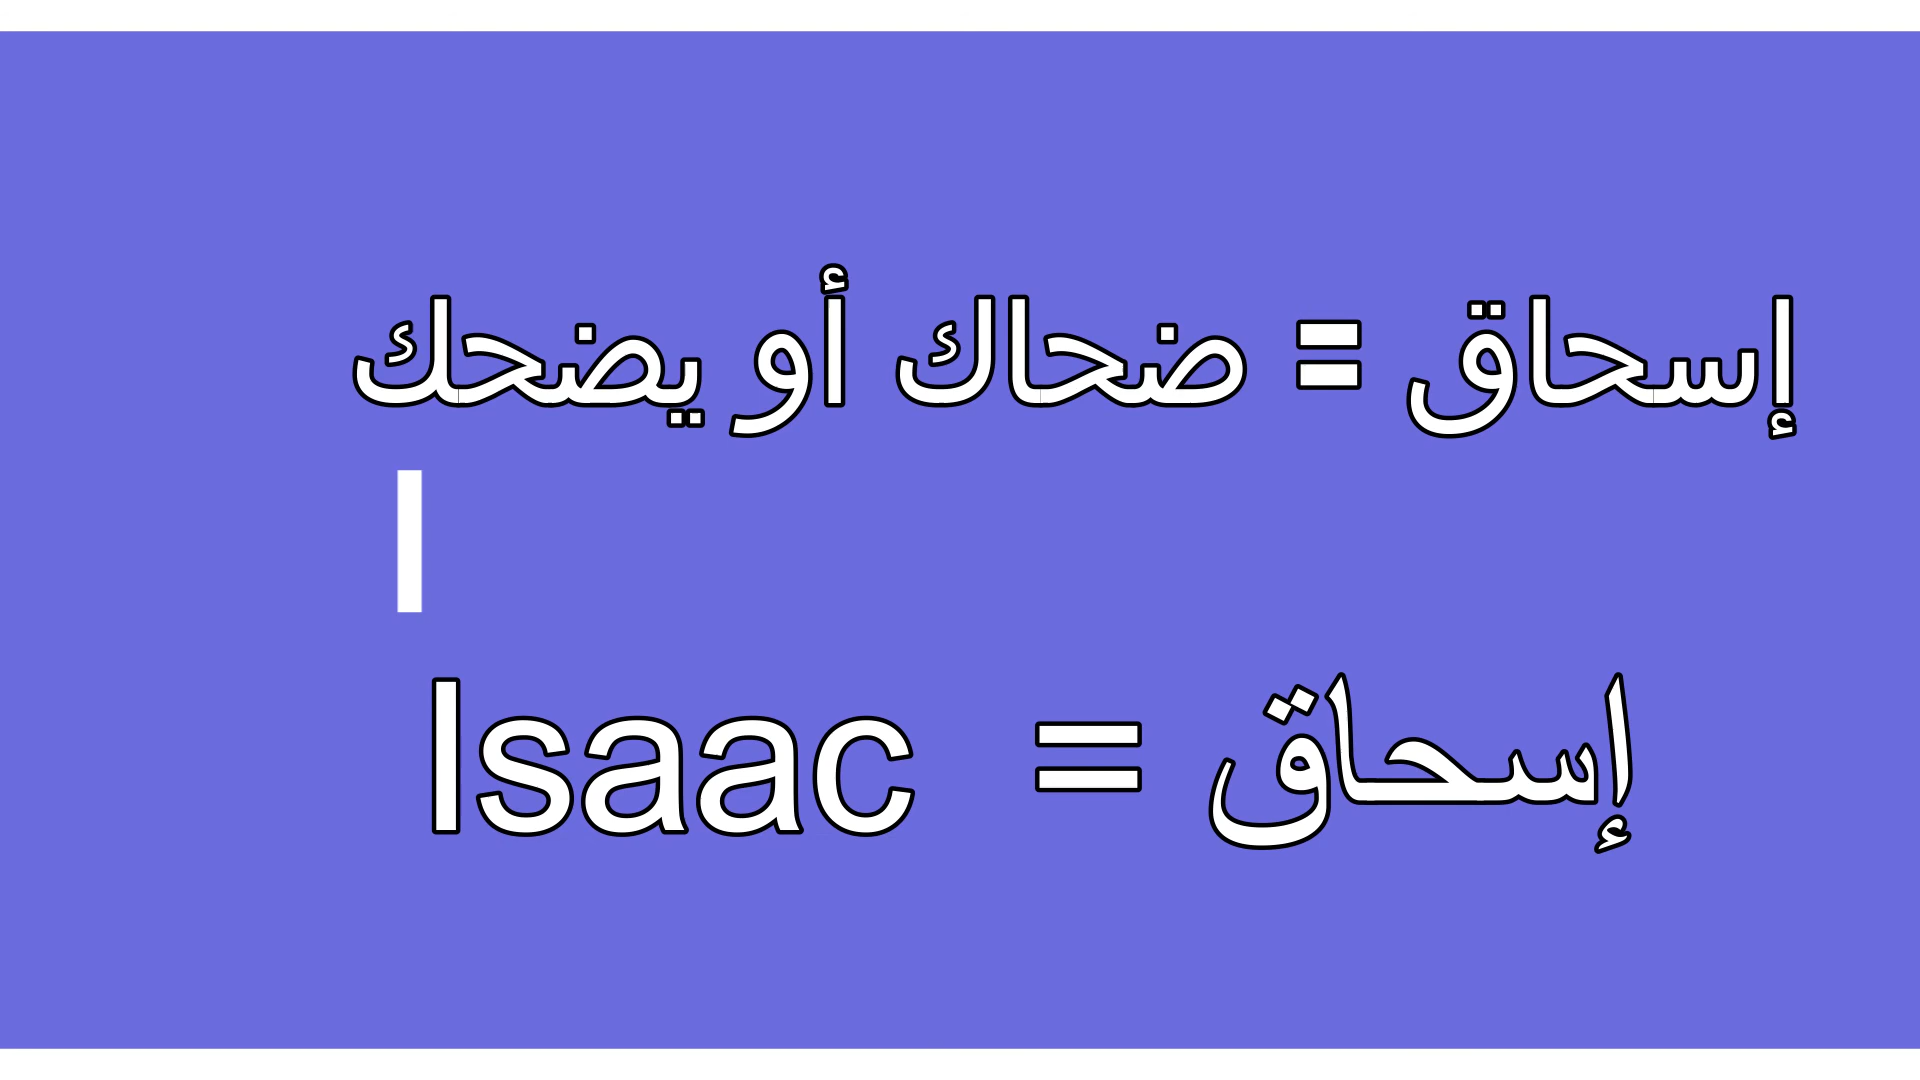 إسحاق = ضحاك أو يضحك
I
إسحاق = Isaac